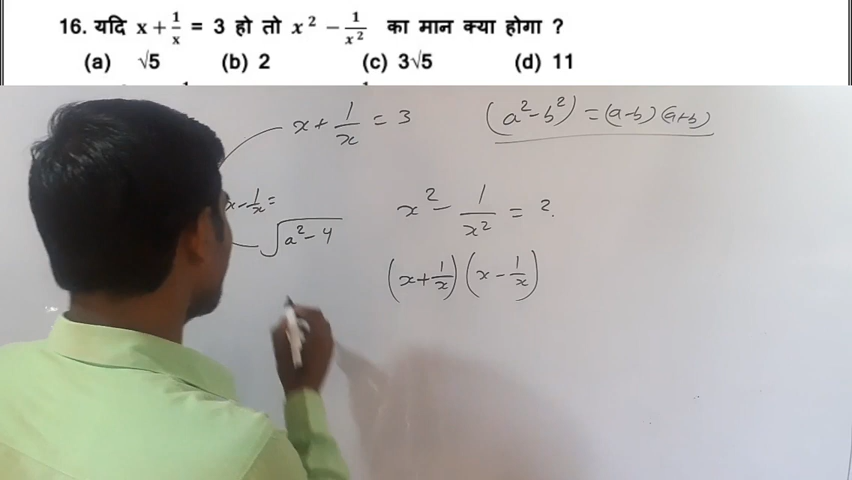 16. यदि x + 1/x = 3 हो तो x² − 1/x² का मान क्या होगा ?
(a) √5 (b) 2 (c) 3√5 (d) 11
x + 1/x = 3
(a² - b²) = (a-b) (a+b)
x - 1/x =
x² - 1/x² = ?
√a² - 4
(x + 1/x) (x - 1/x)